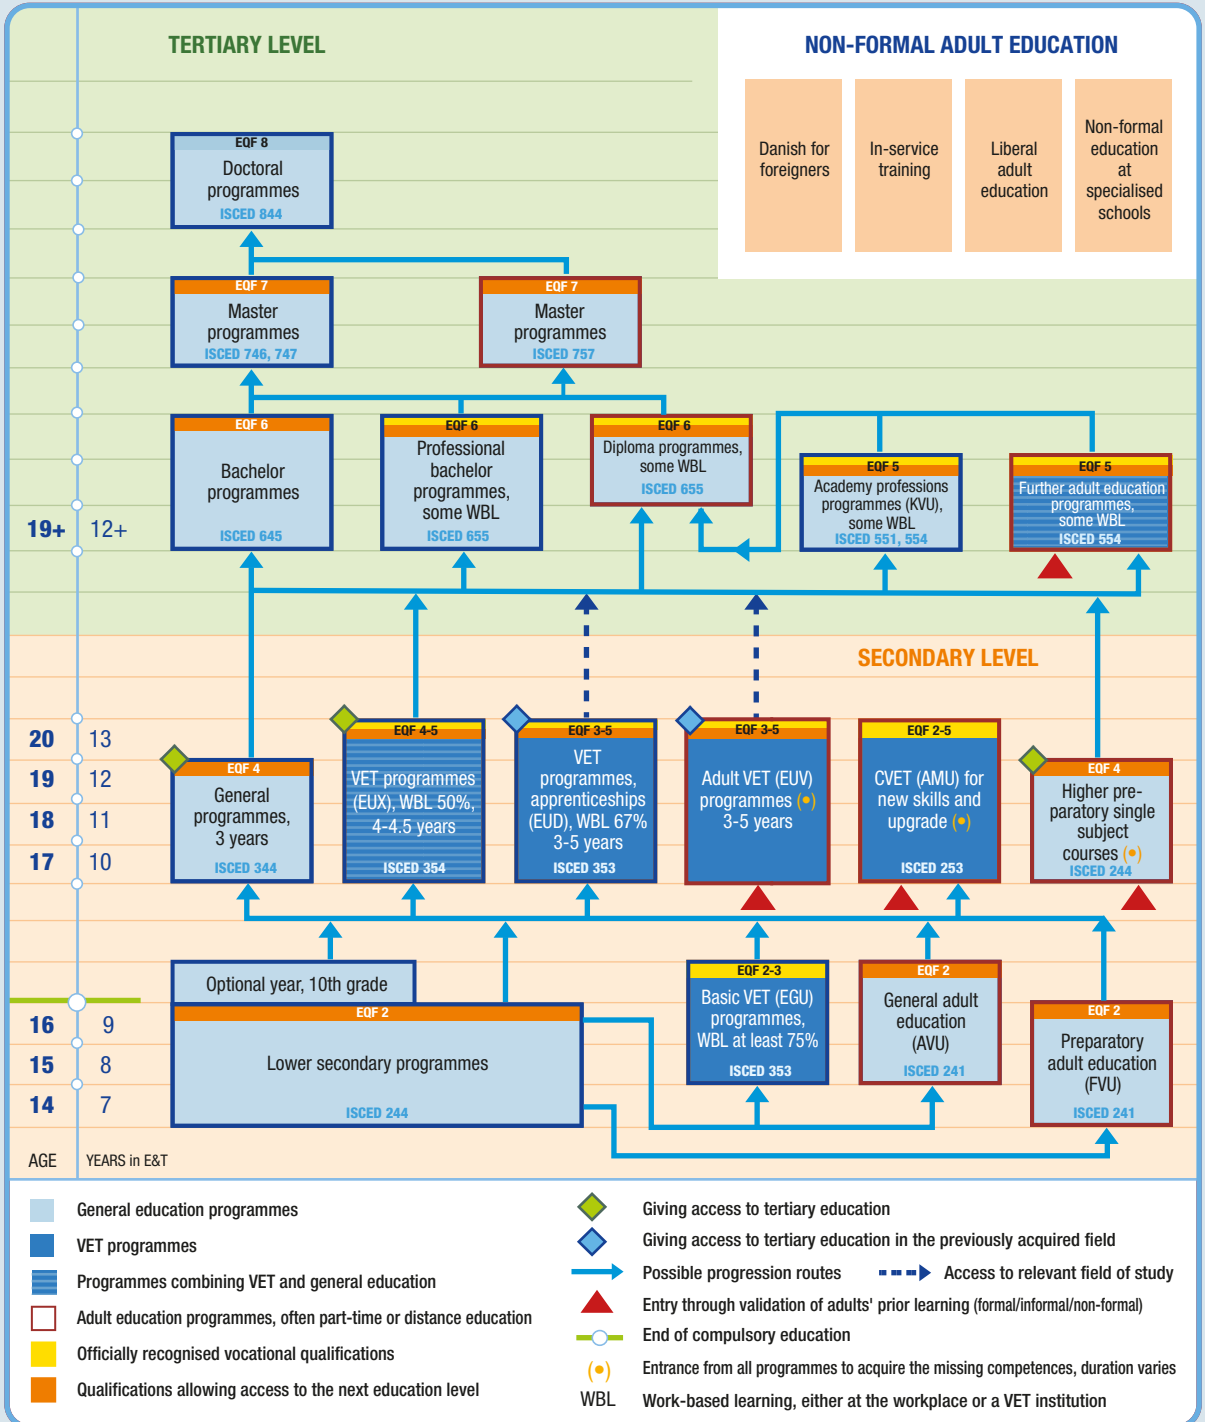 TERTIARY LEVEL
NON-FORMAL ADULT EDUCATION
Danish for
foreigners
In-service
training
Liberal
adult
education
Non-formal
education
at
specialised
schools
EQF 8
Doctoral
programmes
ISCED 844
EQF 7
Master
programmes
ISCED 746, 747
EQF 7
Master
programmes
ISCED 757
EQF 6
Bachelor
programmes
ISCED 645
EQF 6
Professional
bachelor
programmes,
some WBL
ISCED 655
EQF 6
Diploma programmes,
some WBL
ISCED 655
EQF 5
Academy professions
programmes (KVU),
some WBL
ISCED 551, 554
EQF 5
Further adult education
programmes,
some WBL
ISCED 554
19+ 12+
SECONDARY LEVEL
20 13
19 12
18 11
17 10
EQF 4
General
programmes,
3 years
ISCED 344
EQF 4-5
VET programmes
(EUX), WBL 50%,
4-4.5 years
ISCED 354
EQF 3-5
VET
programmes,
apprenticeships
(EUD), WBL 67%
3-5 years
ISCED 353
EQF 3-5
Adult VET (EUV)
programmes (•)
3-5 years
EQF 2-5
CVET (AMU) for
new skills and
upgrade (•)
ISCED 253
EQF 4
Higher pre-
paratory single
subject
courses (•)
ISCED 244
Optional year, 10th grade
EQF 2
Lower secondary programmes
ISCED 244
EQF 2-3
Basic VET (EGU)
programmes,
WBL at least 75%
ISCED 353
EQF 2
General adult
education
(AVU)
ISCED 241
EQF 2
Preparatory
adult education
(FVU)
ISCED 241
16 9
15 8
14 7
AGE YEARS in E&T
General education programmes
VET programmes
Programmes combining VET and general education
Adult education programmes, often part-time or distance education
Officially recognised vocational qualifications
Qualifications allowing access to the next education level
Giving access to tertiary education
Giving access to tertiary education in the previously acquired field
Possible progression routes
Access to relevant field of study
Entry through validation of adults' prior learning (formal/informal/non-formal)
End of compulsory education
(•) Entrance from all programmes to acquire the missing competences, duration varies
WBL Work-based learning, either at the workplace or a VET institution